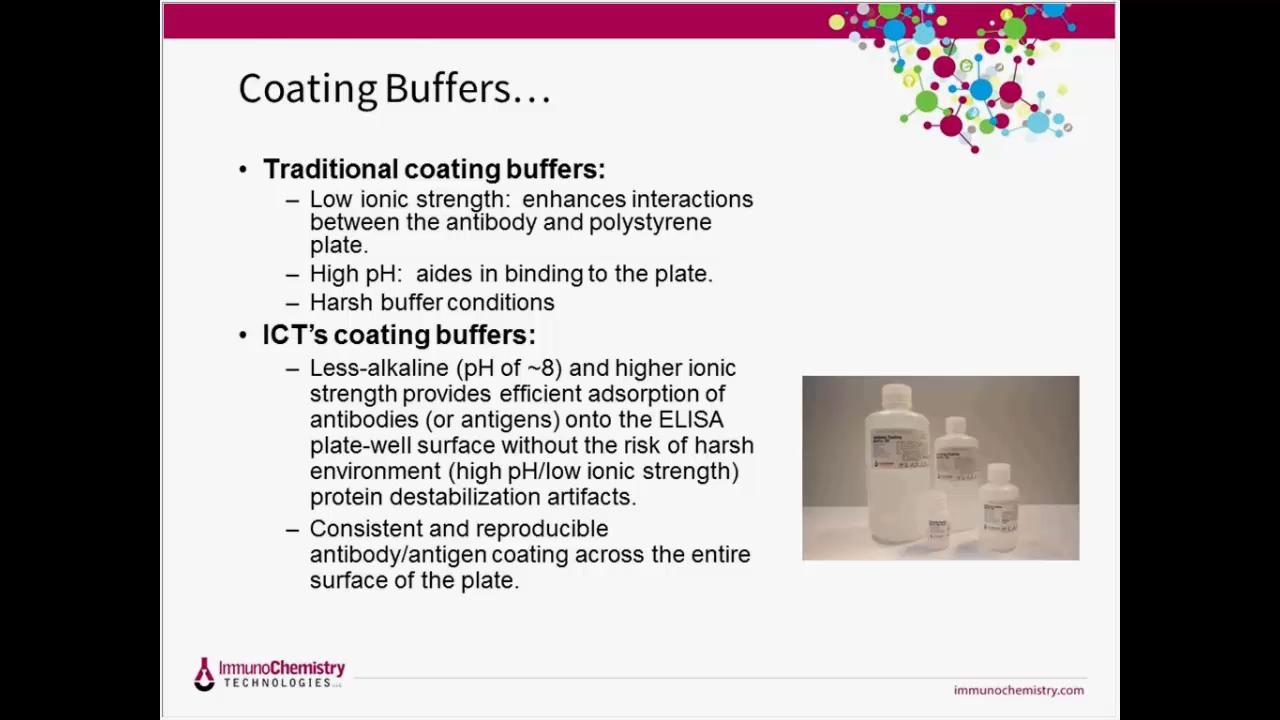 Coating Buffers…
• Traditional coating buffers:
– Low ionic strength: enhances interactions
between the antibody and polystyrene
plate.
– High pH: aides in binding to the plate.
– Harsh buffer conditions
• ICT's coating buffers:
– Less-alkaline (pH of ~8) and higher ionic
strength provides efficient adsorption of
antibodies (or antigens) onto the ELISA
plate-well surface without the risk of harsh
environment (high pH/low ionic strength)
protein destabilization artifacts.
– Consistent and reproducible
antibody/antigen coating across the entire
surface of the plate.
ImmunoChemistry
TECHNOLOGIES
immunochemistry.com